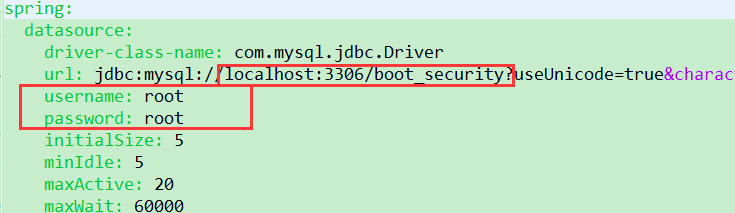 spring:
datasource:
driver-class-name: com.mysql.jdbc.Driver
url: jdbc:mysql://localhost:3306/boot_security?useUnicode=true&charac
username: root
password: root
initialSize: 5
minIdle: 5
maxActive: 20
maxWait: 60000